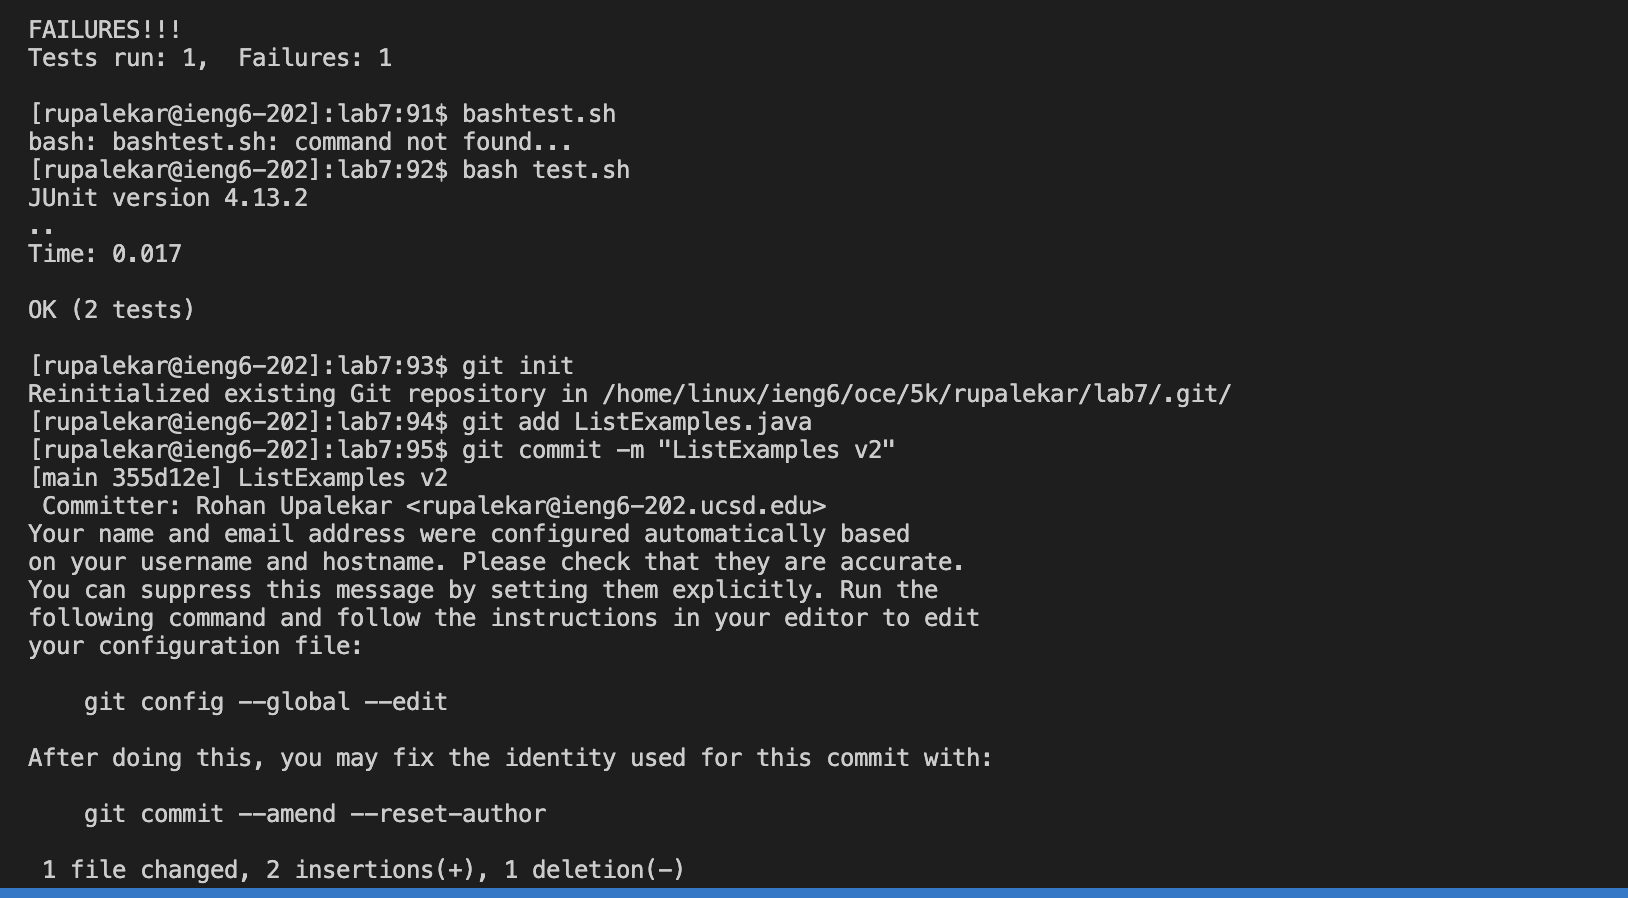 FAILURES!!!
Tests run: 1,  Failures: 1
[rupalekar@ieng6-202]:lab7:91$ bashtest.sh
bash: bashtest.sh: command not found...
[rupalekar@ieng6-202]:lab7:92$ bash test.sh
JUnit version 4.13.2
..
Time: 0.017
OK (2 tests)
[rupalekar@ieng6-202]:lab7:93$ git init
Reinitialized existing Git repository in /home/linux/ieng6/oce/5k/rupalekar/lab7/.git/
[rupalekar@ieng6-202]:lab7:94$ git add ListExamples.java
[rupalekar@ieng6-202]:lab7:95$ git commit -m "ListExamples v2"
[main 355d12e] ListExamples v2
 Committer: Rohan Upalekar <rupalekar@ieng6-202.ucsd.edu>
Your name and email address were configured automatically based
on your username and hostname. Please check that they are accurate.
You can suppress this message by setting them explicitly. Run the
following command and follow the instructions in your editor to edit
your configuration file:
    git config --global --edit
After doing this, you may fix the identity used for this commit with:
    git commit --amend --reset-author
 1 file changed, 2 insertions(+), 1 deletion(-)